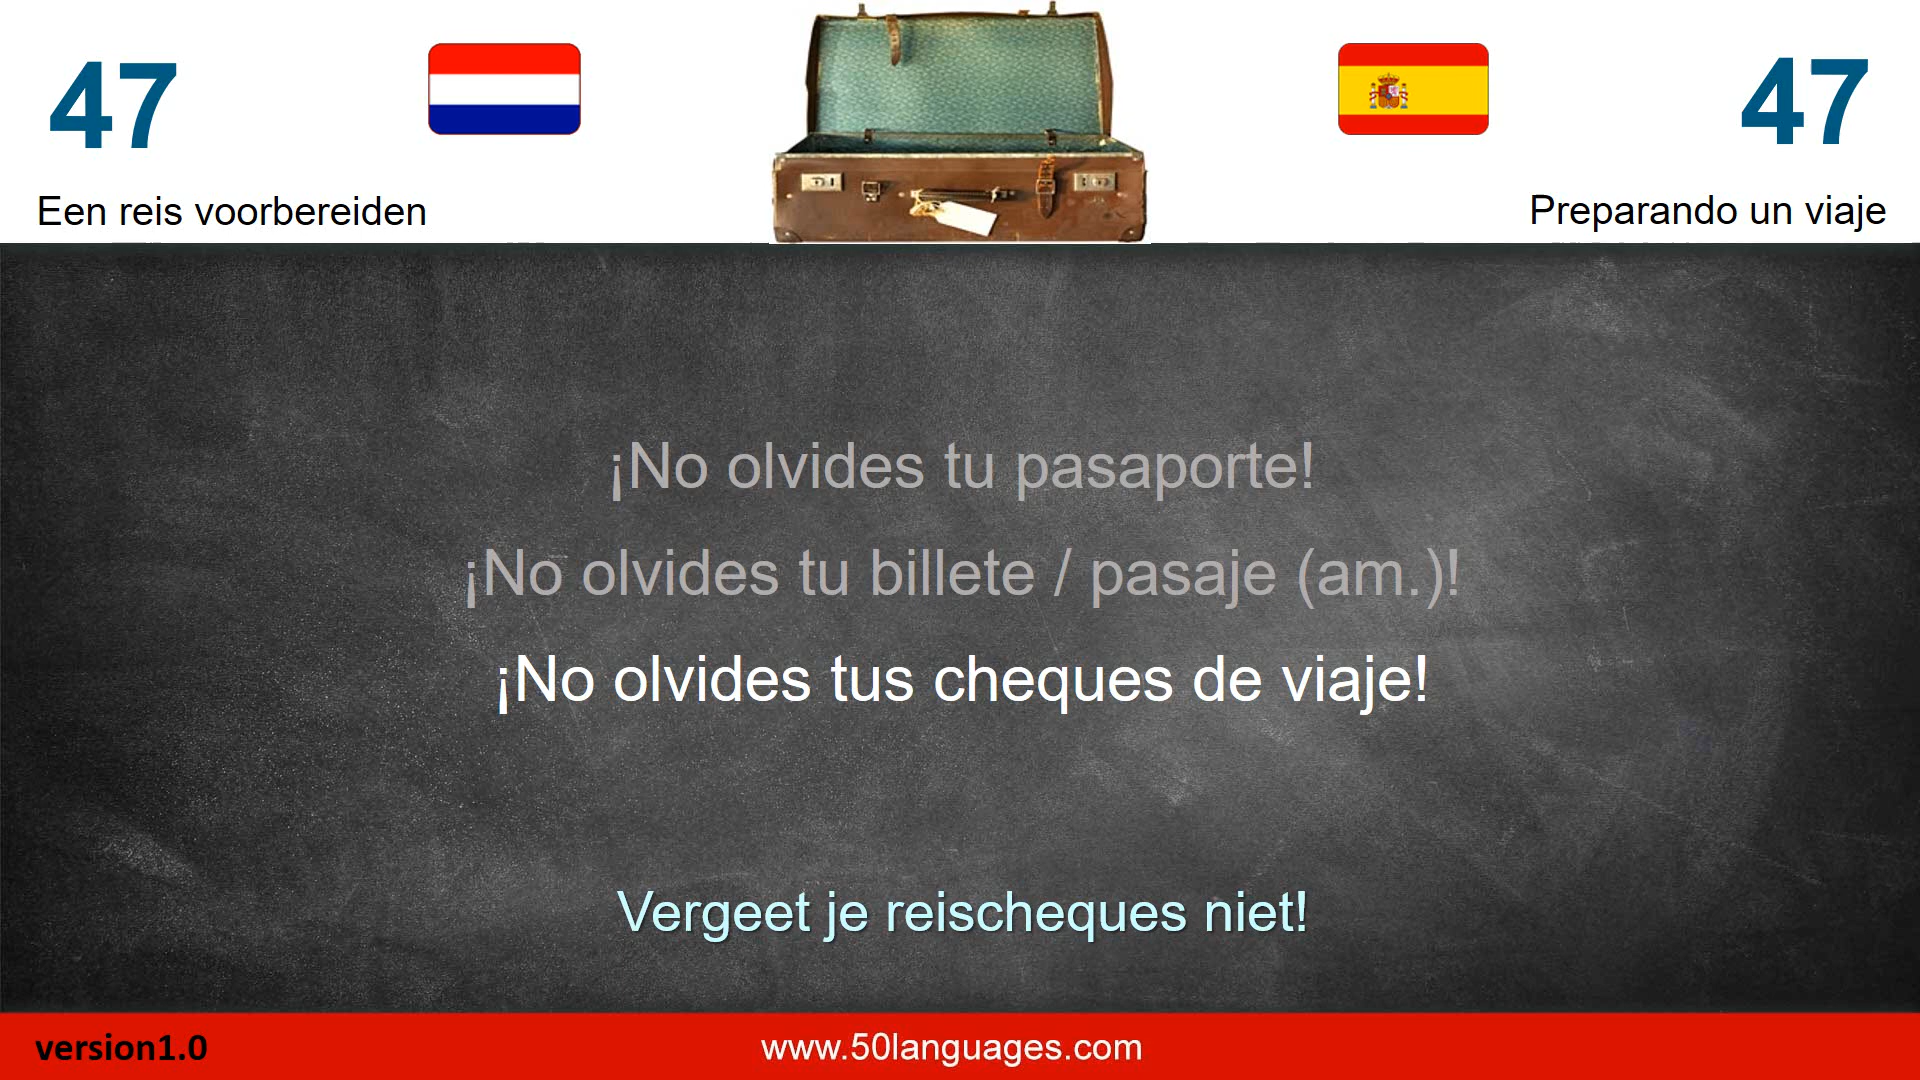 47
47
Een reis voorbereiden
Preparando un viaje
¡No olvides tu pasaporte!
¡No olvides tu billete / pasaje (am.)!
¡No olvides tus cheques de viaje!
Vergeet je reischeques niet!
version1.0
www.50languages.com